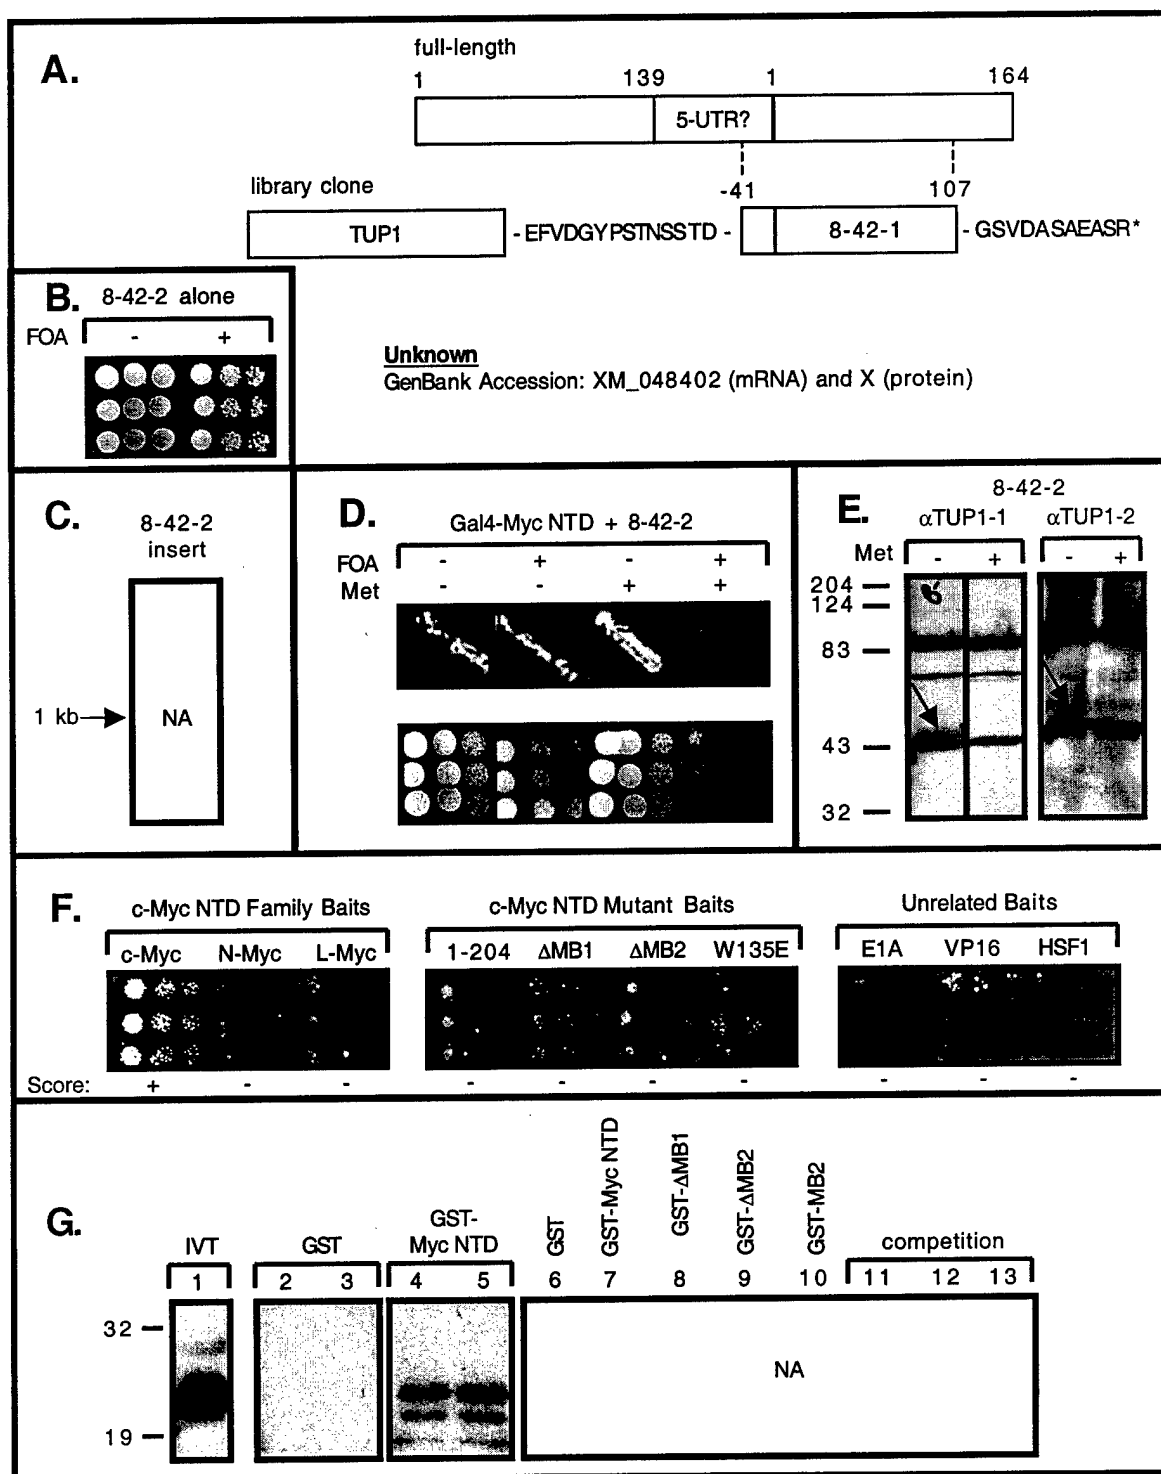 A.
full-length
1 139 1 164
5-UTR?
-41 107
library clone
TUP1 - EFVDGYPSTNSSTD - 8-42-1 - GSVDASAEASR*
B. 8-42-2 alone
FOA - +
Unknown
GenBank Accession: XM_048402 (mRNA) and X (protein)
C. 8-42-2
insert
1 kb
NA
D. Gal4-Myc NTD + 8-42-2
FOA - + - +
Met - - + +
E. 8-42-2
αTUP1-1 αTUP1-2
Met - + - +
204
124
83
43
32
F. c-Myc NTD Family Baits c-Myc NTD Mutant Baits Unrelated Baits
c-Myc N-Myc L-Myc 1-204 ΔMB1 ΔMB2 W135E E1A VP16 HSF1
Score: + - - - - - - - - -
G.
IVT GST GST-
Myc NTD
GST GST-Myc NTD GST-ΔMB1 GST-ΔMB2 GST-MB2 competition
1 2 3 4 5 6 7 8 9 10 11 12 13
32
19
NA